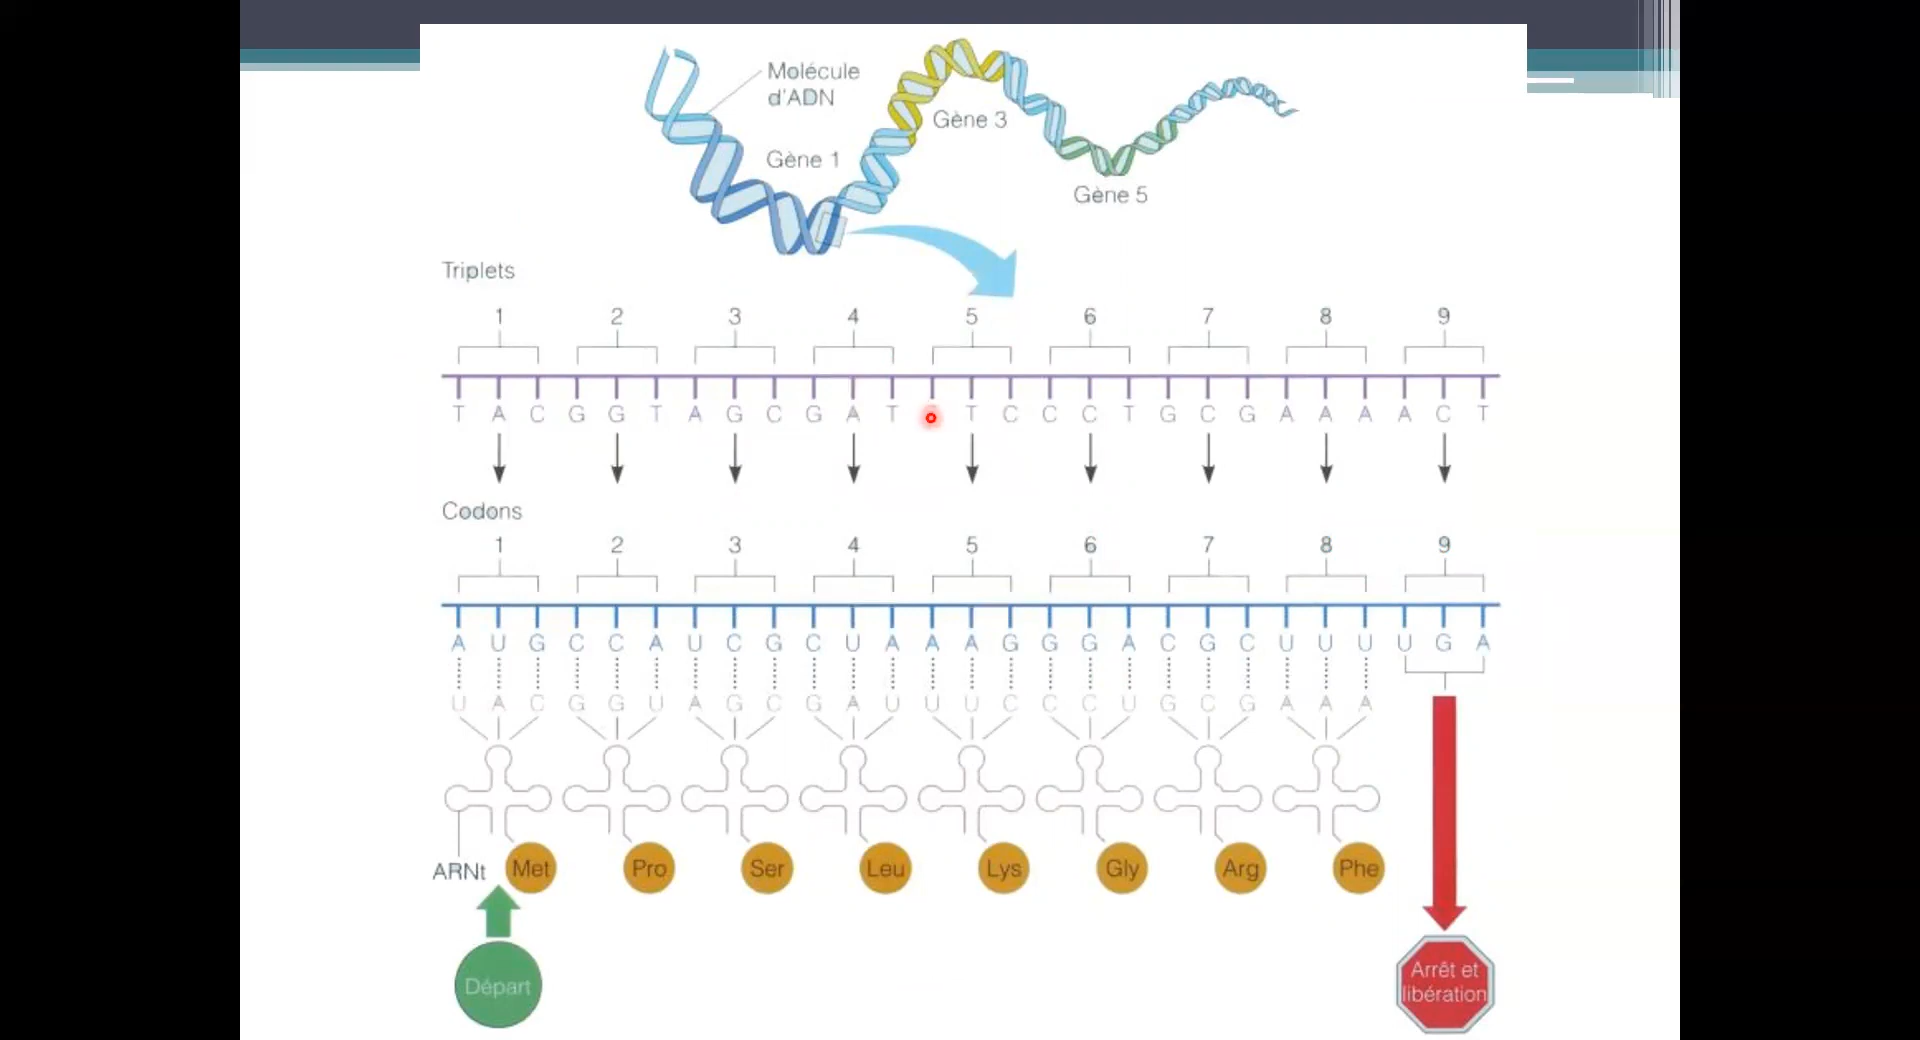 Molécule
d'ADN
Gène 3
Gène 1
Gène 5
Triplets
1 2 3 4 5 6 7 8 9
T A C G G T A G C G A T T C C C T G C G A A A A C T
Codons
1 2 3 4 5 6 7 8 9
A U G C C A U C G C U A A A G G G A C G C U U U U G A
U A C G G U A G C G A U U U C C C U G C G A A A
ARNt Met Pro Ser Leu Lys Gly Arg Phe
Départ
Arrêt et
libération